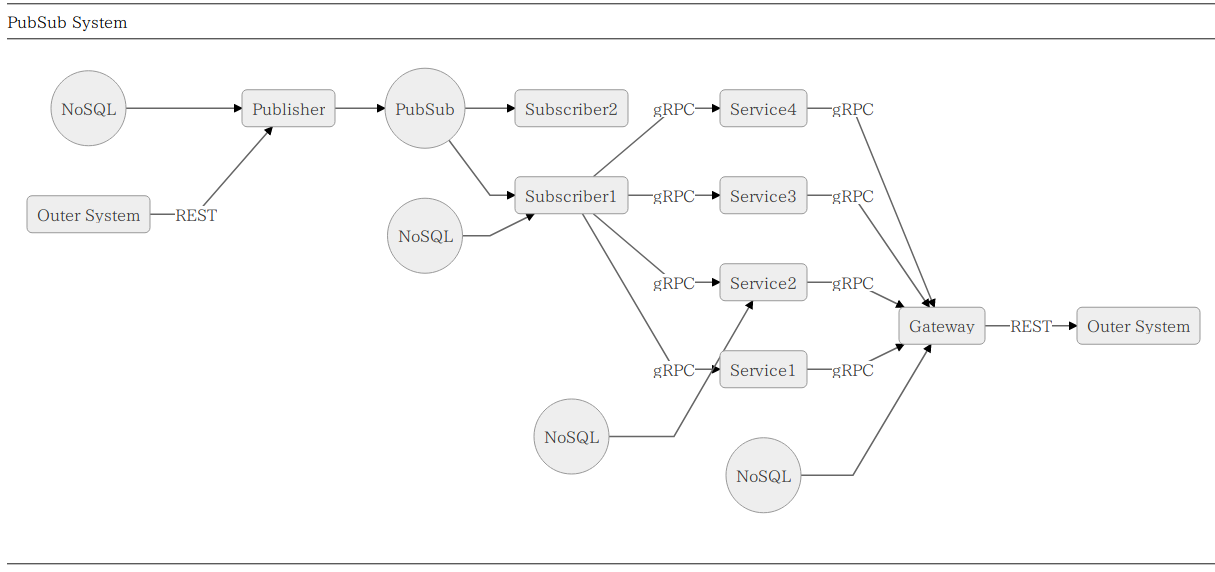 PubSub System
NoSQL
Publisher
PubSub
Subscriber2
gRPC
Service4
gRPC
Outer System
REST
NoSQL
Subscriber1
gRPC
Service3
gRPC
gRPC
Service2
gRPC
Gateway
REST
Outer System
gRPC
Service1
gRPC
NoSQL
NoSQL